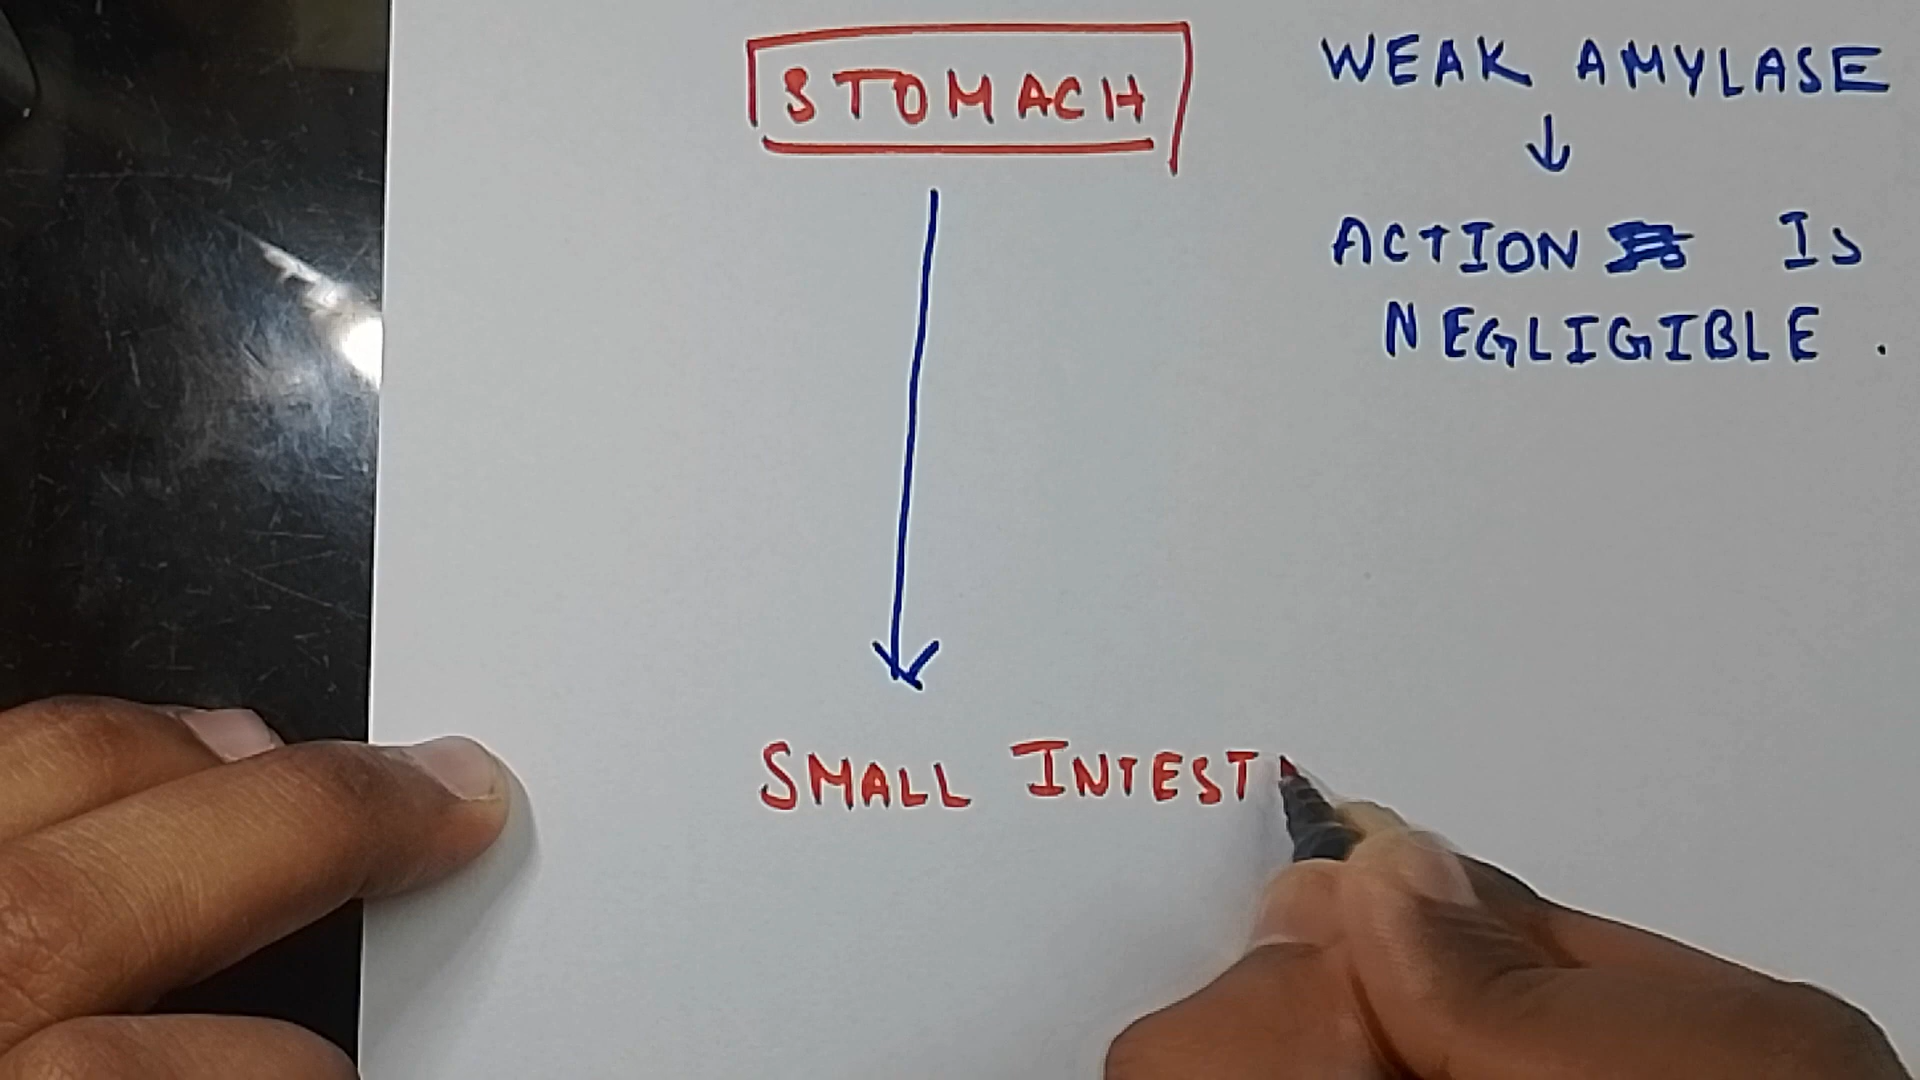 STOMACH
WEAK AMYLASE
↓
ACTION IS
NEGLIGIBLE.
SMALL INTEST